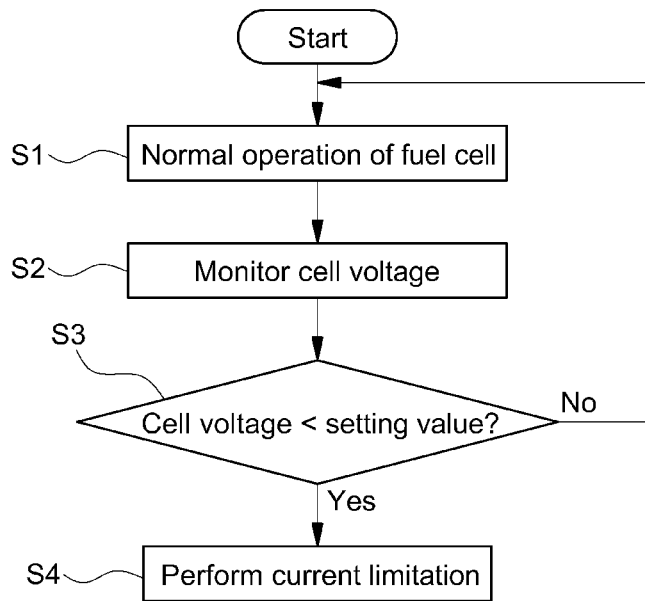 Start
S1 Normal operation of fuel cell
S2 Monitor cell voltage
S3
Cell voltage < setting value?
No
Yes
S4 Perform current limitation